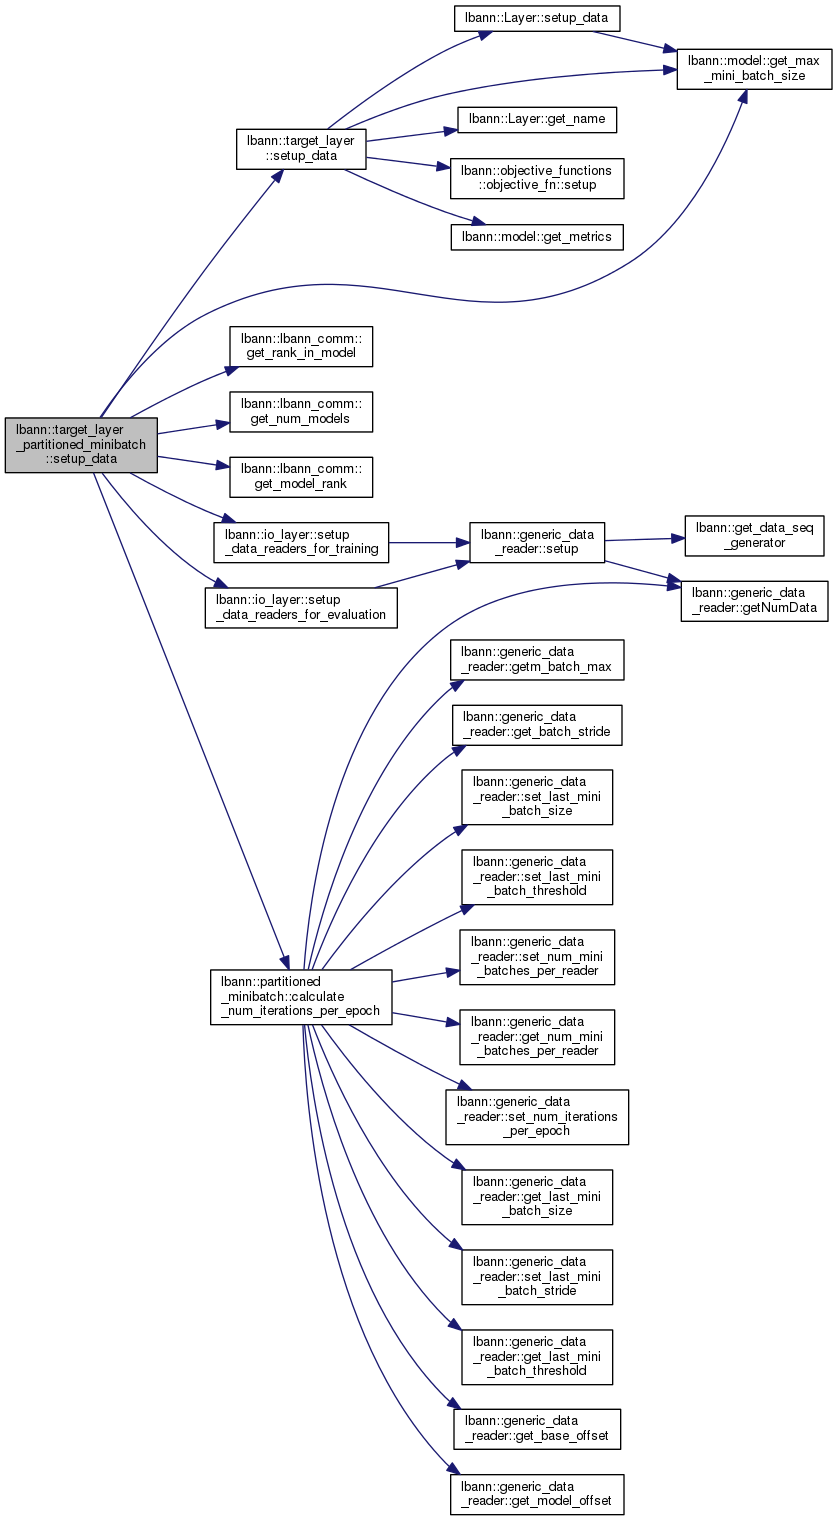 lbann::Layer::setup_data
lbann::model::get_max
_mini_batch_size
lbann::Layer::get_name
lbann::target_layer
::setup_data
lbann::objective_functions
::objective_fn::setup
lbann::model::get_metrics
lbann::lbann_comm::
get_rank_in_model
lbann::lbann_comm::
get_num_models
lbann::target_layer
_partitioned_minibatch
::setup_data
lbann::lbann_comm::
get_model_rank
lbann::io_layer::setup
_data_readers_for_training
lbann::generic_data
_reader::setup
lbann::get_data_seq
_generator
lbann::io_layer::setup
_data_readers_for_evaluation
lbann::generic_data
_reader::getNumData
lbann::generic_data
_reader::getm_batch_max
lbann::generic_data
_reader::get_batch_stride
lbann::generic_data
_reader::set_last_mini
_batch_size
lbann::generic_data
_reader::set_last_mini
_batch_threshold
lbann::generic_data
_reader::set_num_mini
_batches_per_reader
lbann::partitioned
_minibatch::calculate
_num_iterations_per_epoch
lbann::generic_data
_reader::get_num_mini
_batches_per_reader
lbann::generic_data
_reader::set_num_iterations
_per_epoch
lbann::generic_data
_reader::get_last_mini
_batch_size
lbann::generic_data
_reader::set_last_mini
_batch_stride
lbann::generic_data
_reader::get_last_mini
_batch_threshold
lbann::generic_data
_reader::get_base_offset
lbann::generic_data
_reader::get_model_offset